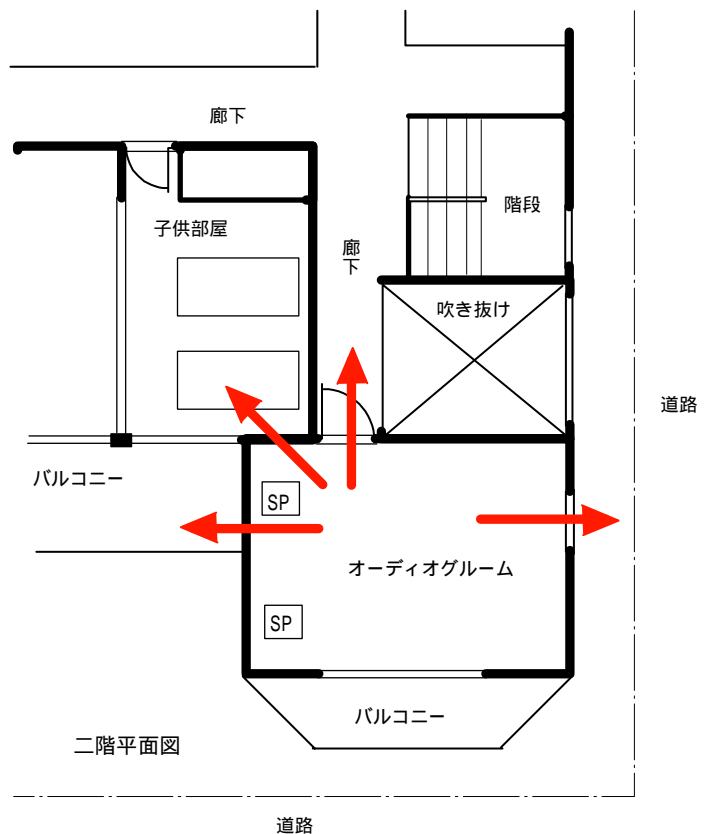 廊下
階段
子供部屋
廊
下
吹き抜け
道路
バルコニー
SP
オーディオグルーム
SP
バルコニー
二階平面図
道路